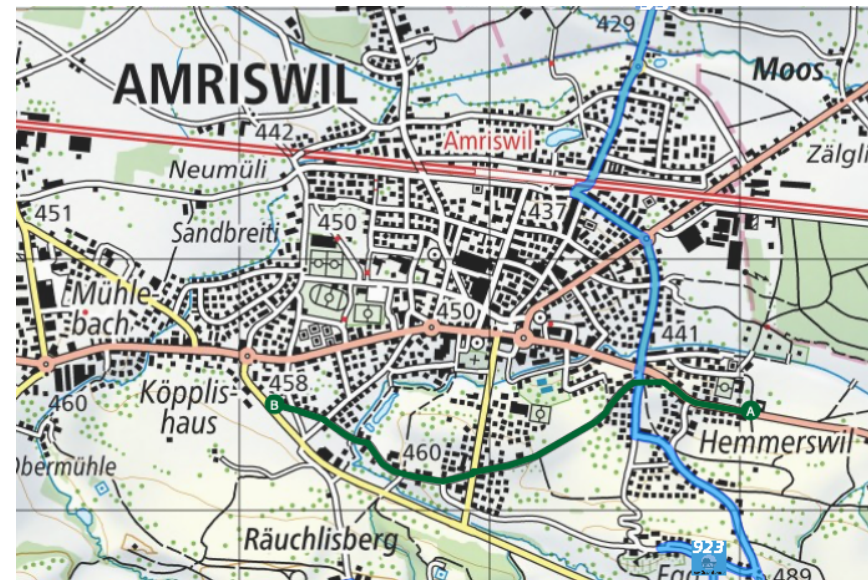 429
Moos
AMRISWIL
442
Amriswil
Zälgli
Neumüli
451
450
437
Sandbreiti
Mühle-
bach
450
441
458
B
A
460
Köpplis-
haus
460
Hemmerswil
Obermühle
Räuchlisberg
923
489